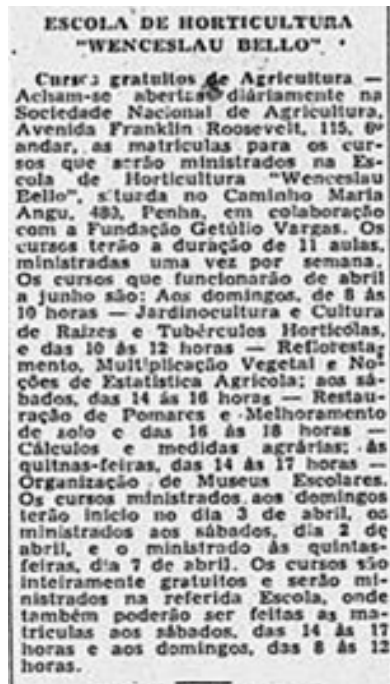 ESCOLA DE HORTICULTURA
"WENCESLAU BELLO"
Cursos gratuitos de Agricultura —
Acham-se abertas diáriamente na
Sociedade Nacional de Agricultura,
Avenida Franklin Roosevelt, 115, 6º
andar, as matrículas para os cur-
sos que serão ministrados na Es-
cola de Horticultura "Wenceslau
Bello", situada no Caminho Maria
Angu, 480, Penha, em colaboração
com a Fundação Getúlio Vargas. Os
cursos terão a duração de 11 aulas,
ministradas uma vez por semana.
Os cursos que funcionarão de abril
a junho são: Aos domingos, de 8 às
10 horas — Jardinocultura e Cultura
de Raízes e Tubérculos Hortícolas,
e das 10 às 12 horas — Refloresta-
mento, Multiplicação Vegetal e No-
ções de Estatística Agrícola; aos sá-
bados, das 14 às 16 horas — Restau-
ração de Pomares e Melhoramento
de solo e das 16 às 18 horas —
Cálculos e medidas agrárias; às
quitnas-feiras, das 14 às 17 horas —
Organização de Museus Escolares.
Os cursos ministrados aos domingos
terão início no dia 3 de abril, os
ministrados aos sábados, dia 2 de
abril, e o ministrado às quintas-
feiras, dia 7 de abril. Os cursos são
inteiramente gratuitos e serão mi-
nistrados na referida Escola, onde
também poderão ser feitas as ma-
trículas aos sábados, das 14 às 17
horas e aos domingos, das 8 às 12
horas.